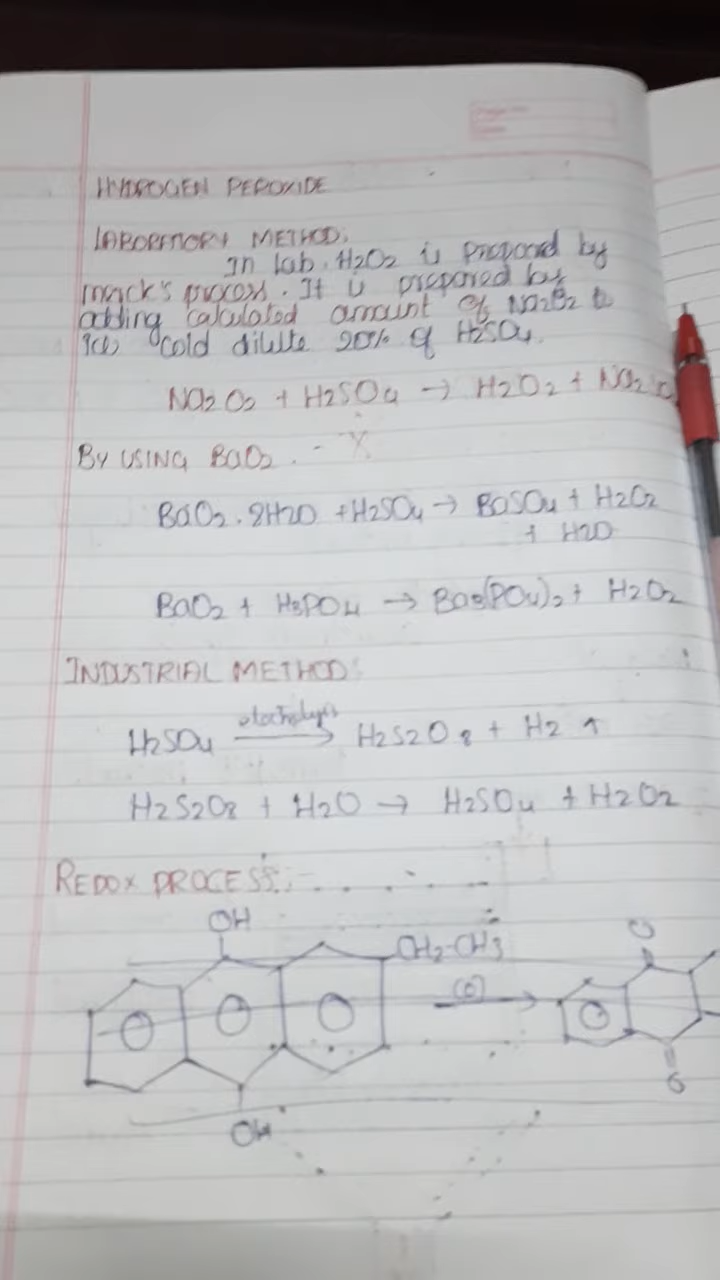 HYDROGEN PEROXIDE
LABORMORY METHOD:
In lab. H2O2 is prepared by
mack's process. It is prepared by
adding calculated amount of Na2O2 to
ice cold dilute 20% of H2SO4.
Na2O2 + H2SO4 → H2O2 + Na2
By USING BaO2. - X
BaO2.8H2O + H2SO4 → BaSO4 + H2O2
+ H2O
BaO2 + H3PO4 → Ba3(PO4)2 + H2O2
INDUSTRIAL METHOD:
H2SO4 electrolysis → H2S2O8 + H2 ↑
H2S2O8 + H2O → H2SO4 + H2O2
REDOX PROCESS:-
OH
CH2-CH3
(O)
O
O
OH